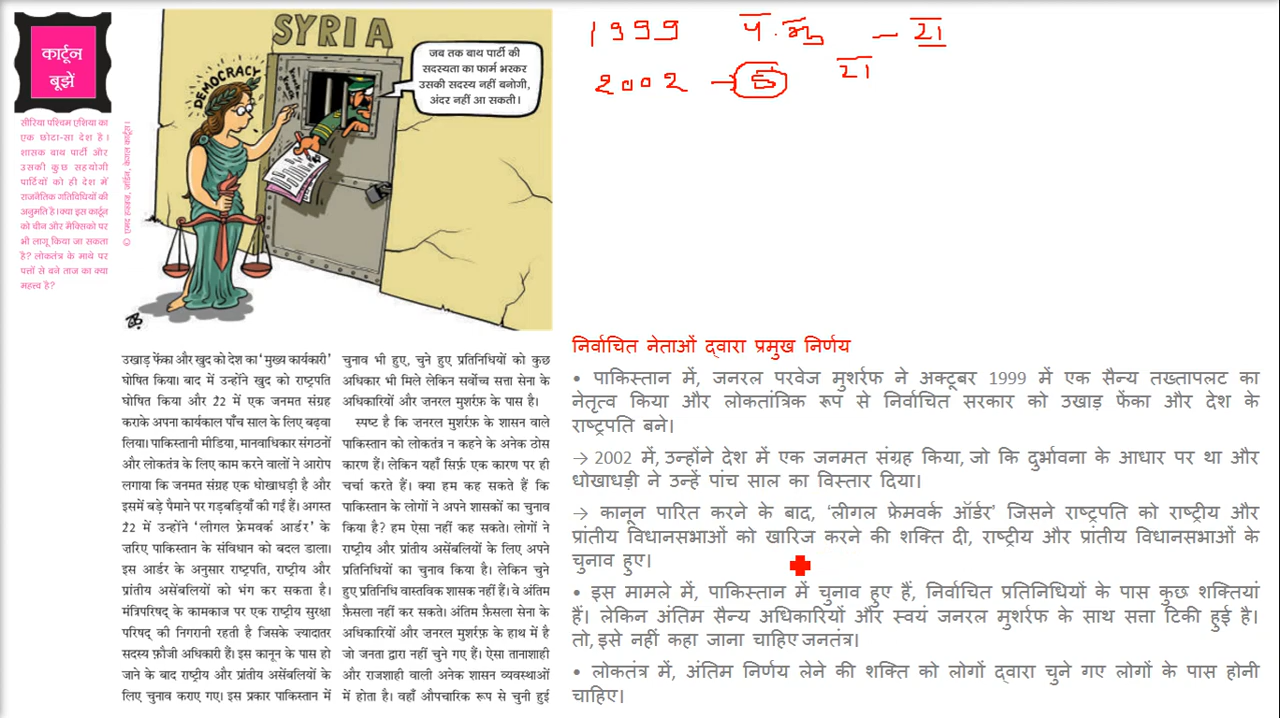 कार्टून
बूझें
सीरिया पश्चिम एशिया का
एक छोटा-सा देश है।
शासक बाथ पार्टी और
उसकी कुछ सहयोगी
पार्टियों को ही देश में
राजनैतिक गतिविधियों की
अनुमति है। क्या इस कार्टून
को चीन और मैक्सिको पर
भी लागू किया जा सकता
है? लोकतंत्र के माथे पर
पत्तों से बने ताज का क्या
महत्त्व है?
SYRIA
DEMOCRACY
जब तक बाथ पार्टी की
सदस्यता का फार्म भरकर
उसकी सदस्य नहीं बनोगी,
अंदर नहीं आ सकती।
उखाड़ फेंका और खुद को देश का 'मुख्य कार्यकारी'
घोषित किया। बाद में उन्होंने खुद को राष्ट्रपति
घोषित किया और 22 में एक जनमत संग्रह
कराके अपना कार्यकाल पाँच साल के लिए बढ़वा
लिया। पाकिस्तानी मीडिया, मानवाधिकार संगठनों
और लोकतंत्र के लिए काम करने वालों ने आरोप
लगाया कि जनमत संग्रह एक धोखाधड़ी है और
इसमें बड़े पैमाने पर गड़बड़ियाँ की गईं हैं। अगस्त
22 में उन्होंने 'लीगल फ्रेमवर्क आर्डर' के
ज़रिए पाकिस्तान के संविधान को बदल डाला।
इस आर्डर के अनुसार राष्ट्रपति, राष्ट्रीय और
प्रांतीय असेंबलियों को भंग कर सकता है।
मंत्रिपरिषद् के कामकाज पर एक राष्ट्रीय सुरक्षा
परिषद् की निगरानी रहती है जिसके ज्यादातर
सदस्य फ़ौजी अधिकारी हैं। इस कानून के पास हो
जाने के बाद राष्ट्रीय और प्रांतीय असेंबलियों के
लिए चुनाव कराए गए। इस प्रकार पाकिस्तान में
चुनाव भी हुए, चुने हुए प्रतिनिधियों को कुछ
अधिकार भी मिले लेकिन सर्वोच्च सत्ता सेना के
अधिकारियों और जनरल मुशर्रफ़ के पास है।
स्पष्ट है कि जनरल मुशर्रफ़ के शासन वाले
पाकिस्तान को लोकतंत्र न कहने के अनेक ठोस
कारण हैं। लेकिन यहाँ सिर्फ़ एक कारण पर ही
चर्चा करते हैं। क्या हम कह सकते हैं कि
पाकिस्तान के लोगों ने अपने शासकों का चुनाव
किया है? हम ऐसा नहीं कह सकते। लोगों ने
राष्ट्रीय और प्रांतीय असेंबलियों के लिए अपने
प्रतिनिधियों का चुनाव किया है। लेकिन चुने
हुए प्रतिनिधि वास्तविक शासक नहीं हैं। वे अंतिम
फ़ैसला नहीं कर सकते। अंतिम फ़ैसला सेना के
अधिकारियों और जनरल मुशर्रफ़ के हाथ में है
जो जनता द्वारा नहीं चुने गए हैं। ऐसा तानाशाही
और राजशाही वाली अनेक शासन व्यवस्थाओं
में होता है। वहाँ औपचारिक रूप से चुनी हुई
1999
2002
निर्वाचित नेताओं द्वारा प्रमुख निर्णय
• पाकिस्तान में, जनरल परवेज मुशर्रफ ने अक्टूबर 1999 में एक सैन्य तख्तापलट का
नेतृत्व किया और लोकतांत्रिक रूप से निर्वाचित सरकार को उखाड़ फेंका और देश के
राष्ट्रपति बने।
→ 2002 में, उन्होंने देश में एक जनमत संग्रह किया, जो कि दुर्भावना के आधार पर था और
धोखाधड़ी ने उन्हें पांच साल का विस्तार दिया।
→ कानून पारित करने के बाद, 'लीगल फ्रेमवर्क ऑर्डर' जिसने राष्ट्रपति को राष्ट्रीय और
प्रांतीय विधानसभाओं को खारिज करने की शक्ति दी, राष्ट्रीय और प्रांतीय विधानसभाओं के
चुनाव हुए।
• इस मामले में, पाकिस्तान में चुनाव हुए हैं, निर्वाचित प्रतिनिधियों के पास कुछ शक्तियां
हैं। लेकिन अंतिम सैन्य अधिकारियों और स्वयं जनरल मुशर्रफ के साथ सत्ता टिकी हुई है।
तो, इसे नहीं कहा जाना चाहिए जनतंत्र।
• लोकतंत्र में, अंतिम निर्णय लेने की शक्ति को लोगों द्वारा चुने गए लोगों के पास होनी
चाहिए।